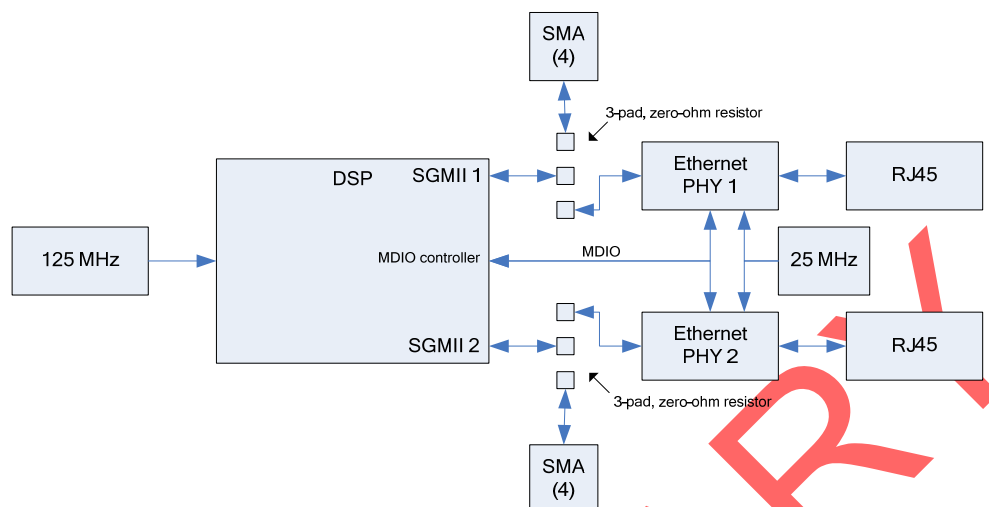 SMA
(4)
3-pad, zero-ohm resistor
DSP
SGMII 1
Ethernet
PHY 1
RJ45
125 MHz
MDIO controller
MDIO
25 MHz
SGMII 2
Ethernet
PHY 2
RJ45
3-pad, zero-ohm resistor
SMA
(4)